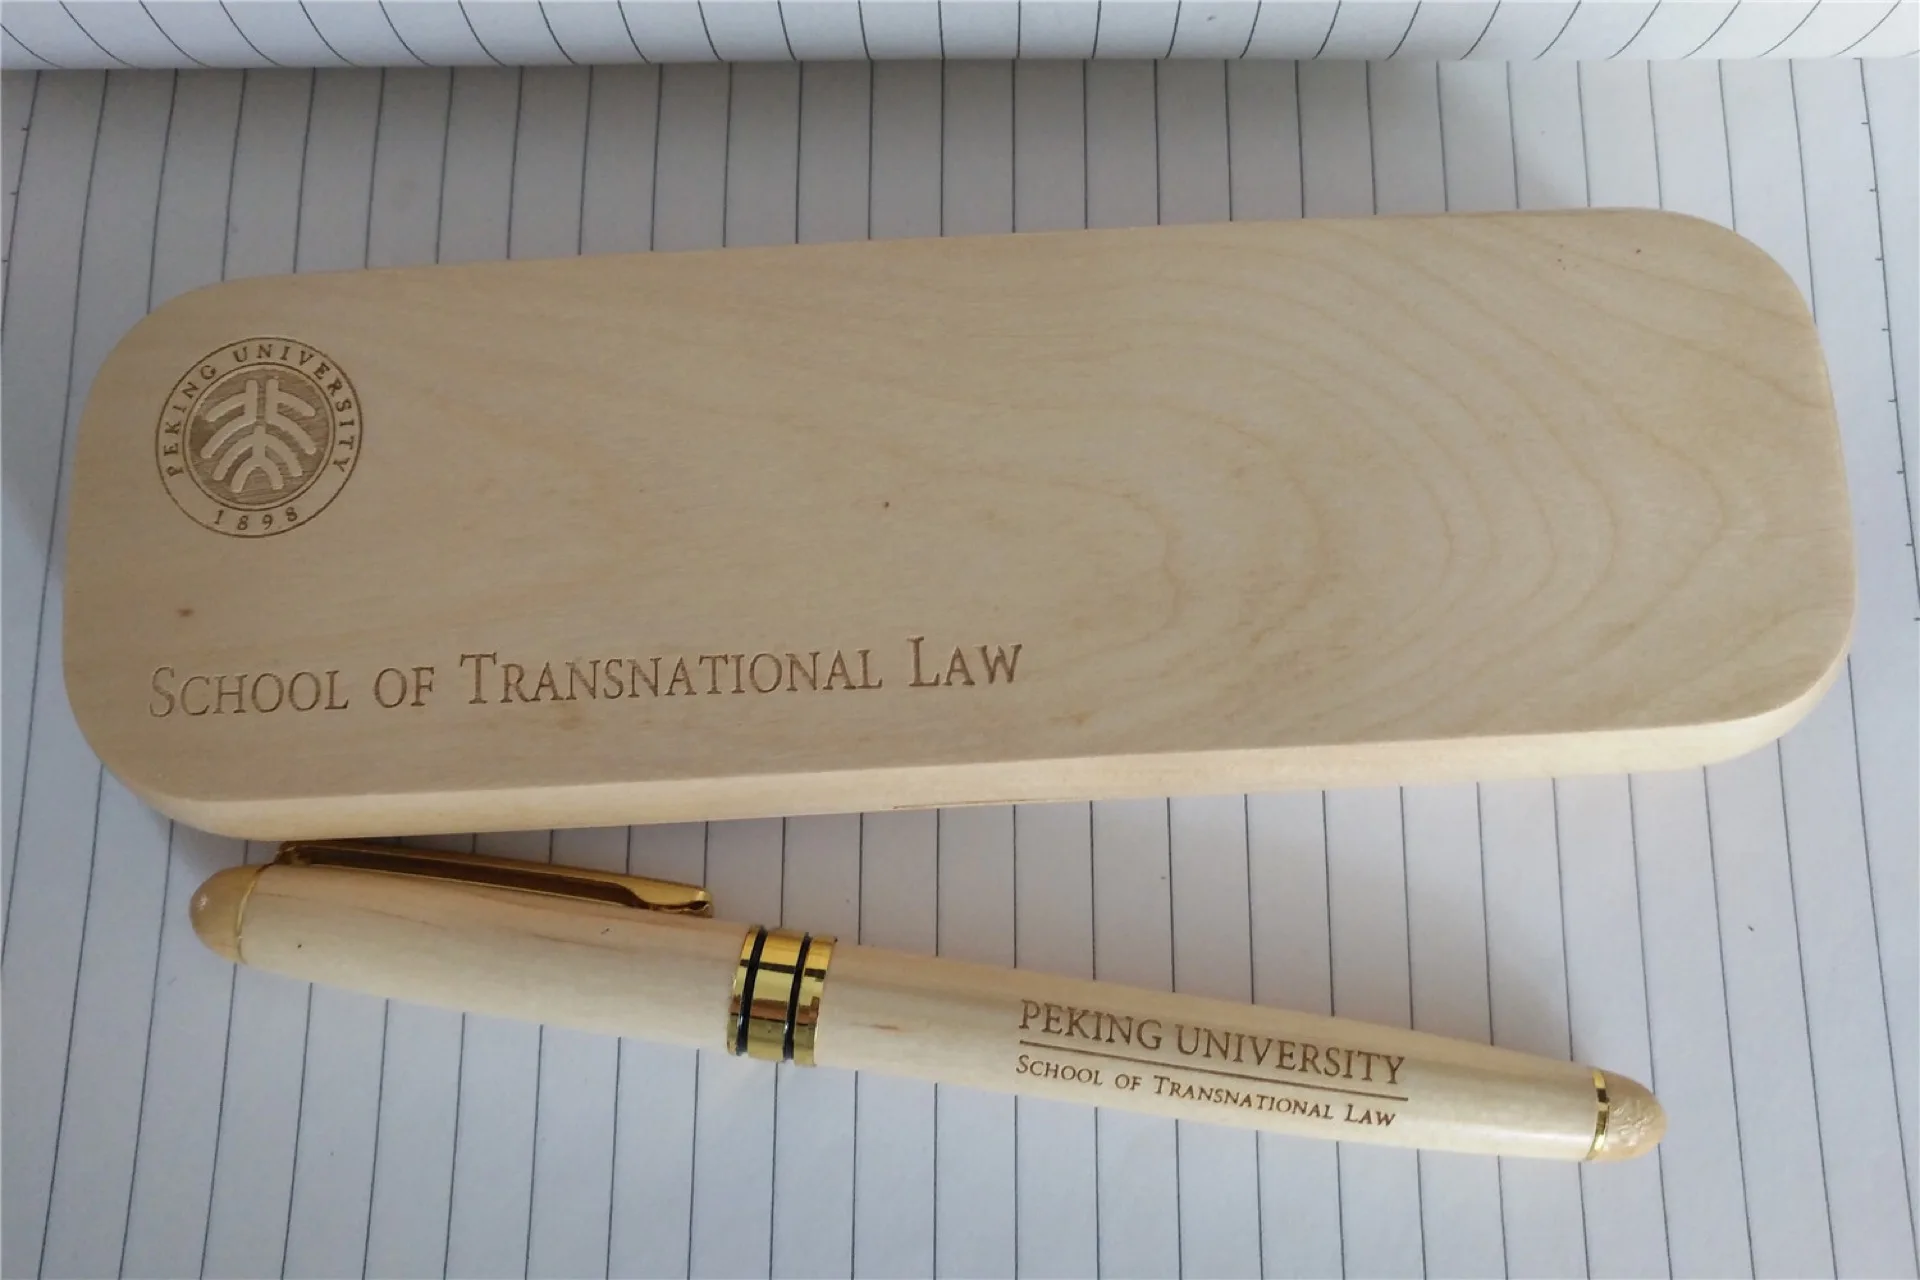 PEKING UNIVERSITY
1898
SCHOOL OF TRANSNATIONAL LAW
PEKING UNIVERSITY
SCHOOL OF TRANSNATIONAL LAW